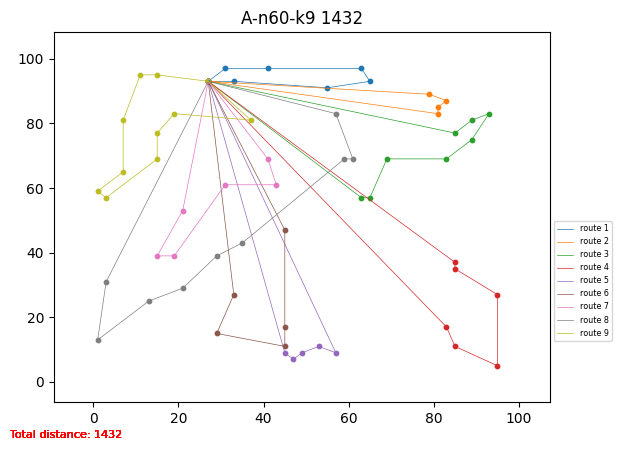 A-n60-k9 1432
100
80
60
40
20
0
0 20 40 60 80 100
route 1
route 2
route 3
route 4
route 5
route 6
route 7
route 8
route 9
Total distance: 1432